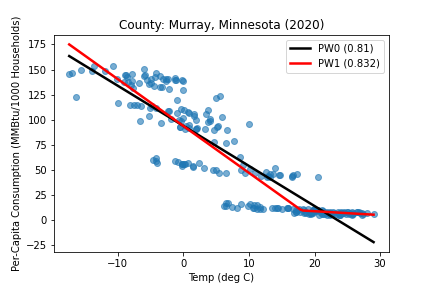 County: Murray, Minnesota (2020)
PW0 (0.81)
PW1 (0.832)
Per-Capita Consumption (MMBtu/1000 Households)
175
150
125
100
75
50
25
0
−25
−10
0
10
20
30
Temp (deg C)